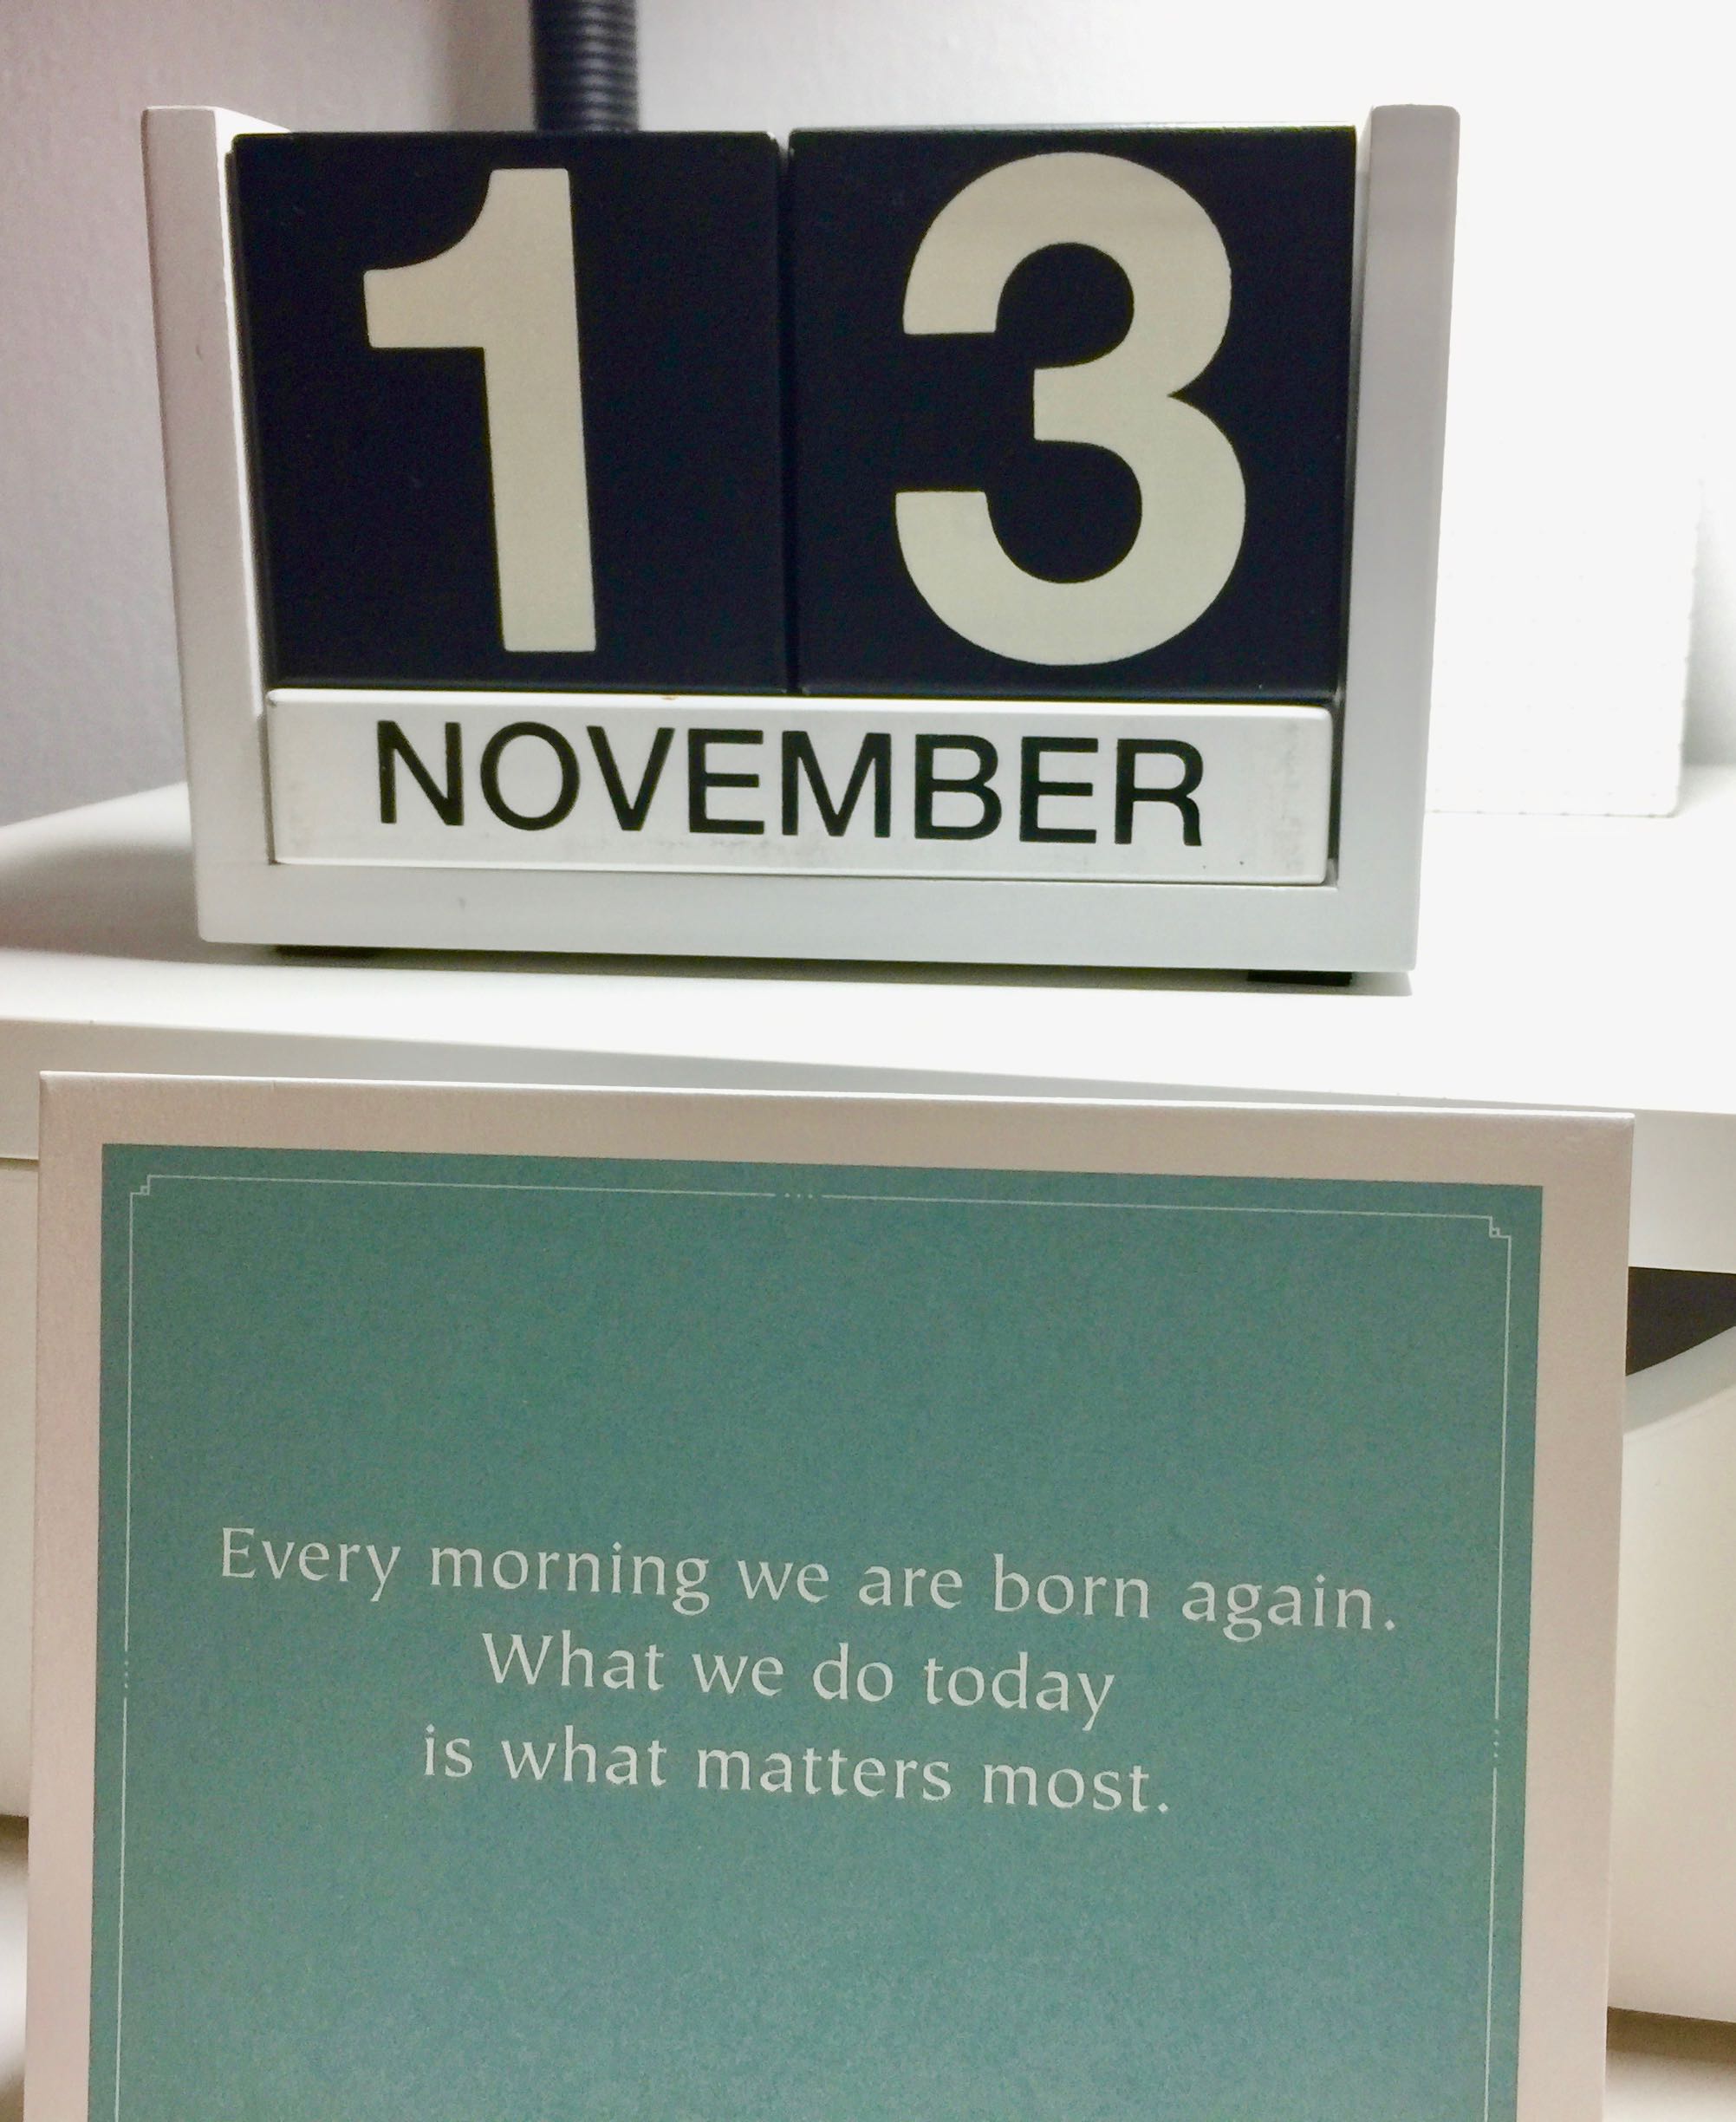 13
NOVEMBER
Every morning we are born again.
What we do today
is what matters most.